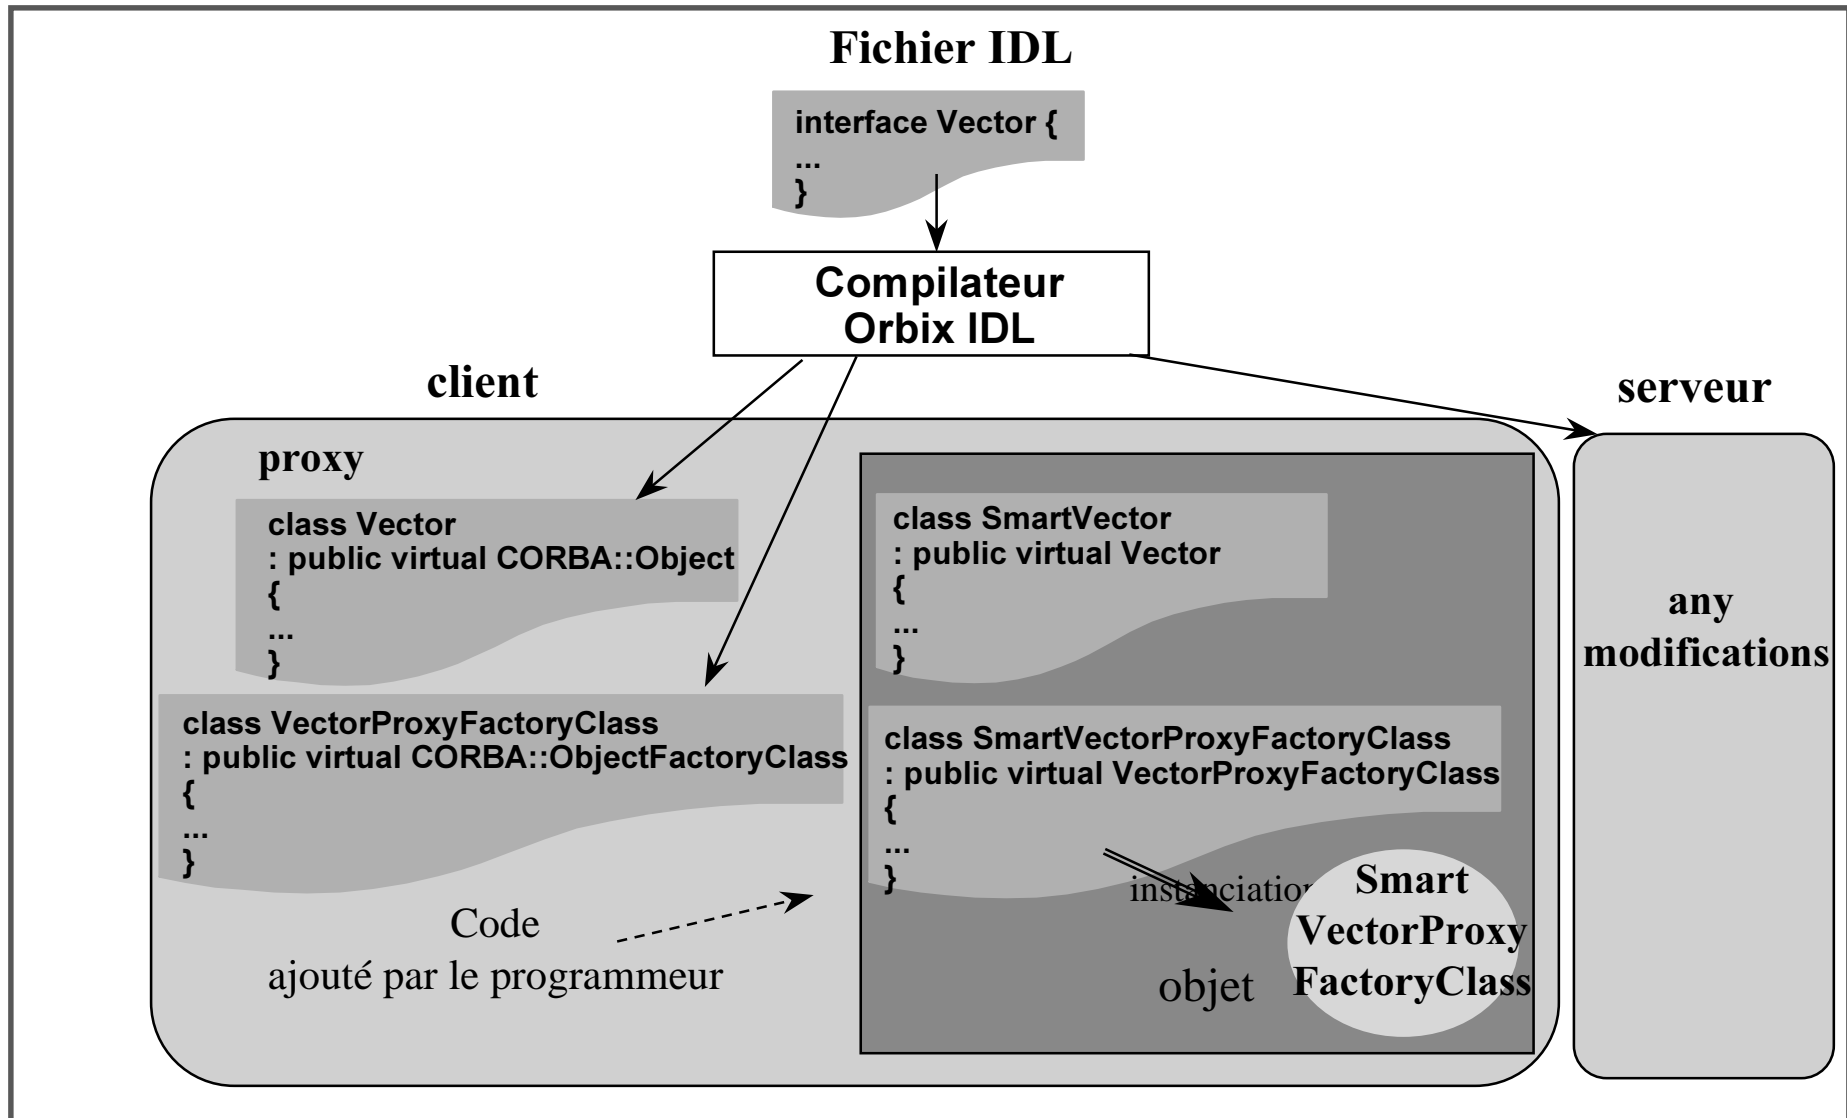 Fichier IDL
interface Vector {
...
}
Compilateur
Orbix IDL
client
serveur
proxy
class Vector
: public virtual CORBA::Object
{
...
}
class VectorProxyFactoryClass
: public virtual CORBA::ObjectFactoryClass
{
...
}
Code
ajouté par le programmeur
class SmartVector
: public virtual Vector
{
...
}
class SmartVectorProxyFactoryClass
: public virtual VectorProxyFactoryClass
{
...
}
instanciation
Smart
VectorProxy
FactoryClass
objet
any
modifications